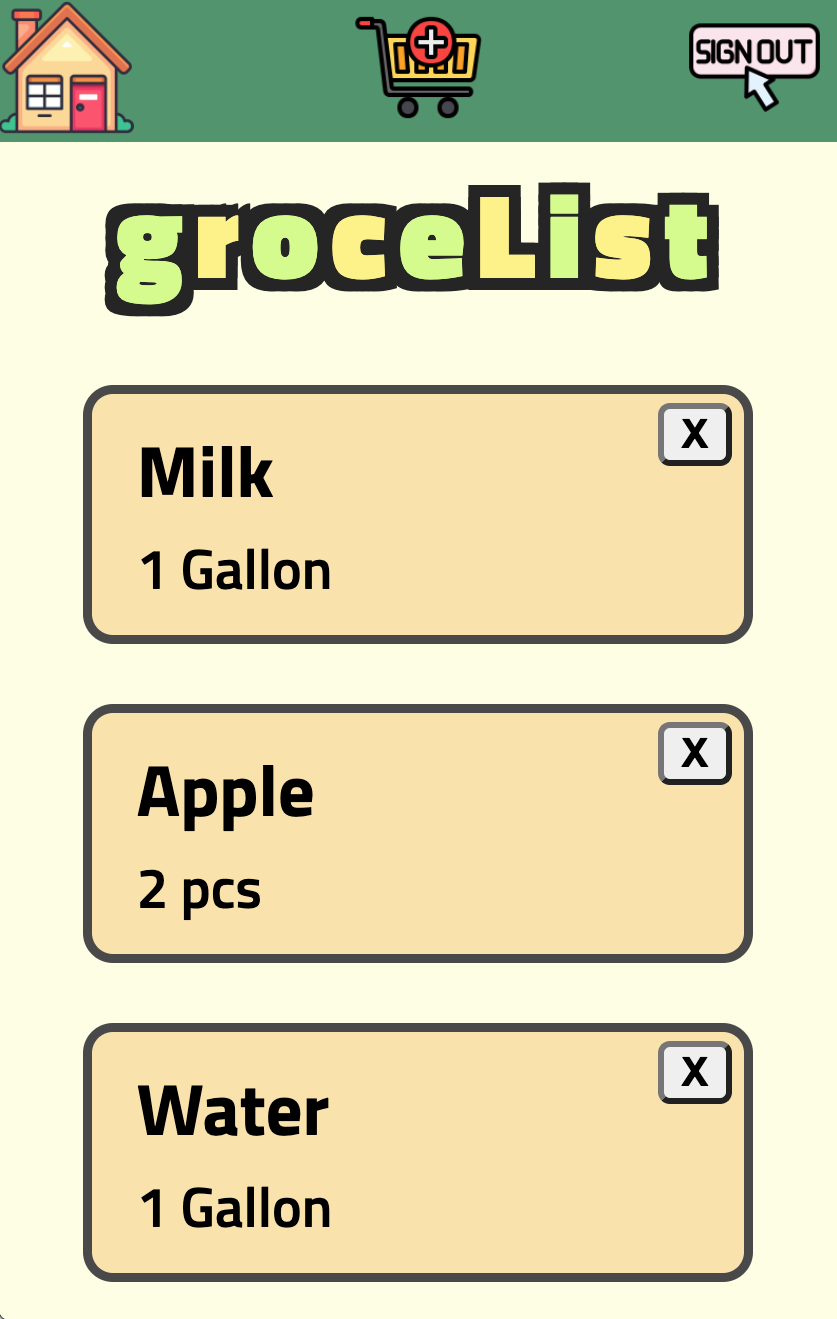 SIGN OUT
groceList
X
Milk
1 Gallon
X
Apple
2 pcs
X
Water
1 Gallon